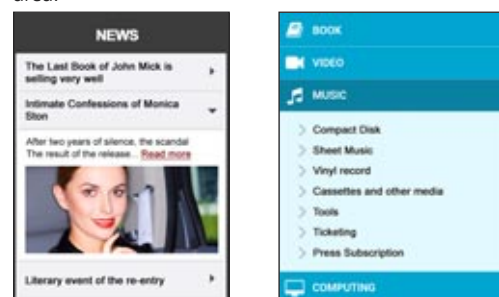 NEWS
The Last Book of John Mick is
selling very well
Intimate Confessions of Monica
Ston
After two years of silence, the scandal
The result of the release... Read more
Literary event of the re-entry
BOOK
VIDEO
MUSIC
Compact Disk
Sheet Music
Vinyl record
Cassettes and other media
Tools
Ticketing
Press Subscription
COMPUTING